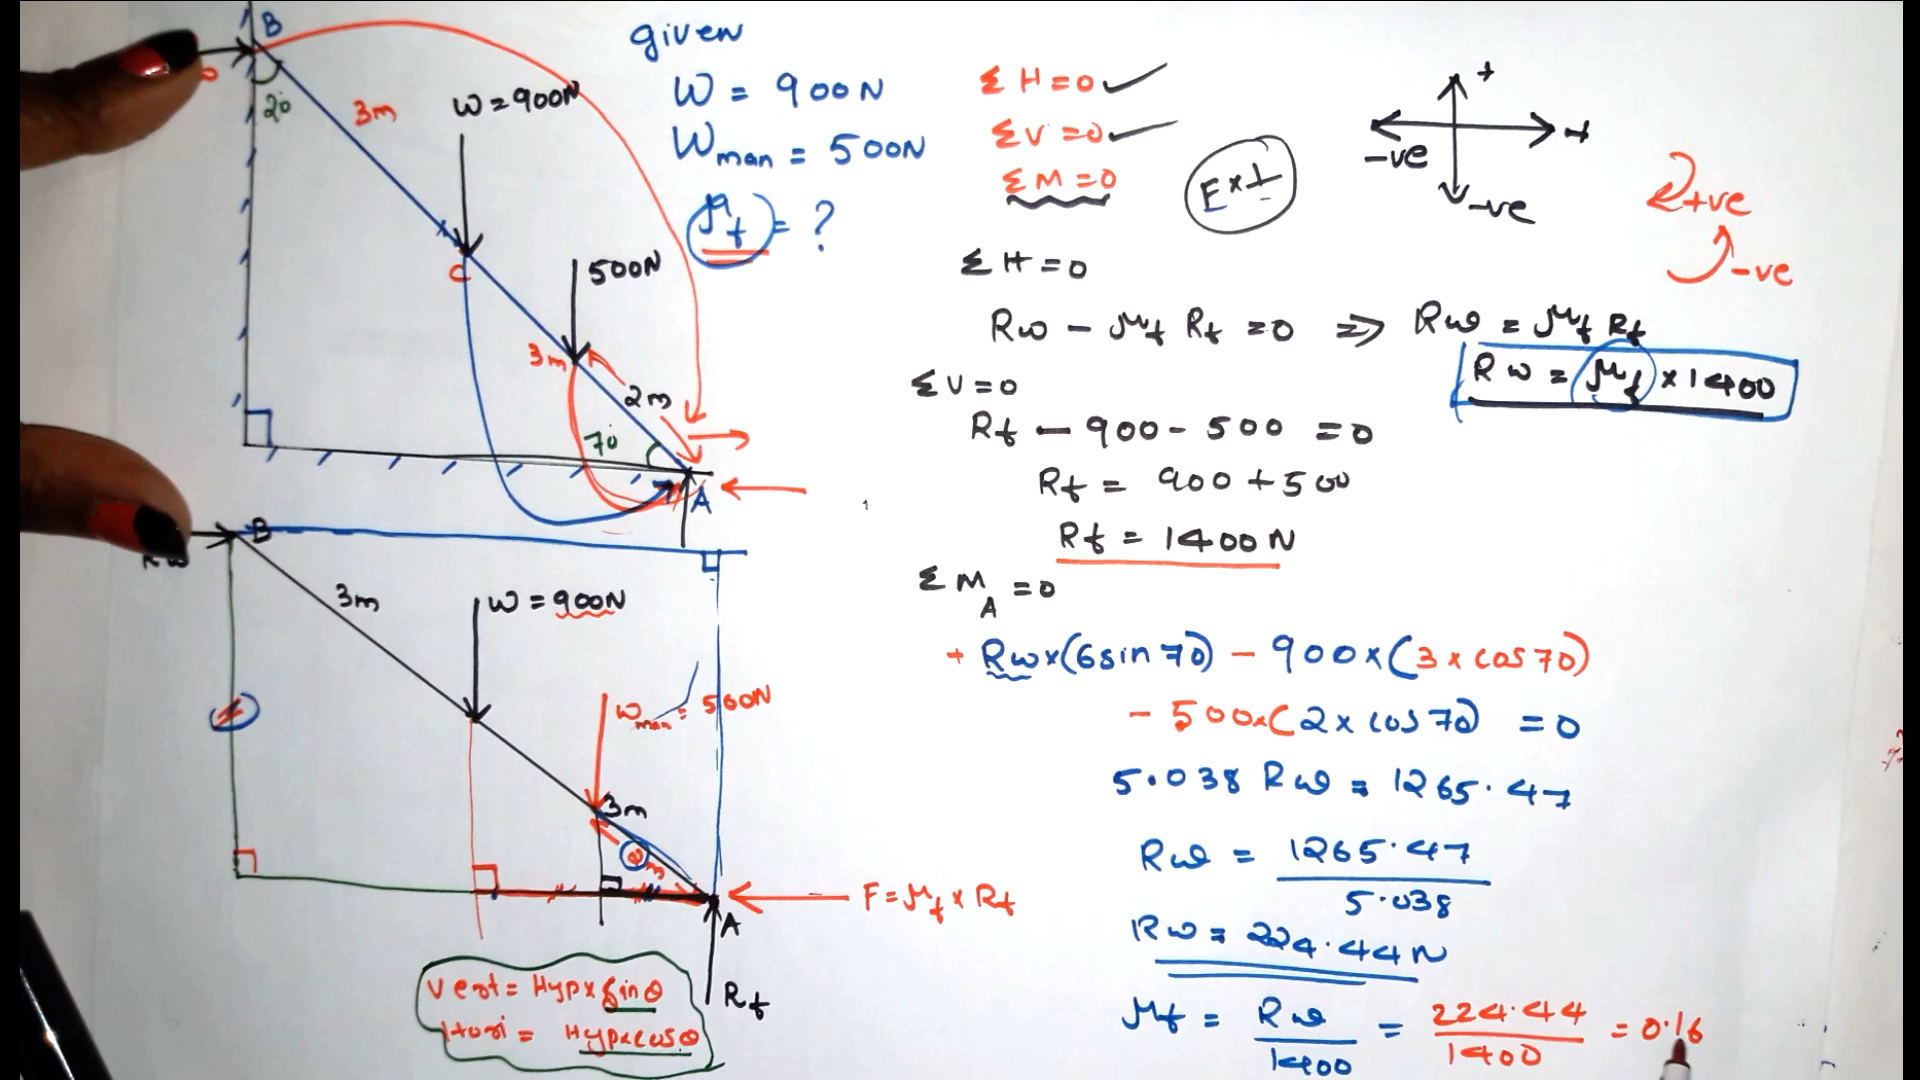 B
20
3m
W = 900N
C
500N
3m
2m
70
A
given
W = 900N
Wman = 500N
μf = ?
ΣH=0
ΣV=0
ΣM=0
Ex1
+
-ve
+
-ve
+ve
-ve
ΣH=0
Rw - μf Rf = 0 ⇒ Rw = μf Rf
Rw = μf × 1400
ΣV=0
Rf - 900 - 500 = 0
Rf = 900 + 500
Rf = 1400N
ΣMA = 0
+ Rw×(6sin70) - 900×(3×cos70)
- 500×(2×cos70) = 0
5.038 Rw = 1265.47
Rw = 1265.47/5.038
Rw = 224.44N
μf = Rw/1400 = 224.44/1400 = 0.16
Rw
B
3m
W = 900N
Wman = 500N
3m
2m
A
F = μf × Rf
Rf
Vert = Hyp×sinθ
Hori = Hyp×cosθ